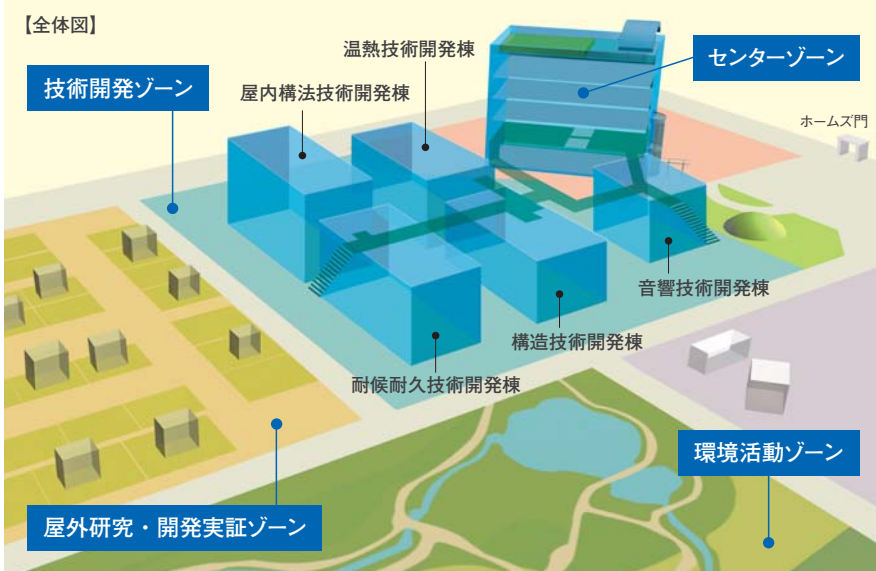 【全体図】
温熱技術開発棟
センターゾーン
技術開発ゾーン
屋内構法技術開発棟
ホームズ門
音響技術開発棟
構造技術開発棟
耐候耐久技術開発棟
環境活動ゾーン
屋外研究・開発実証ゾーン